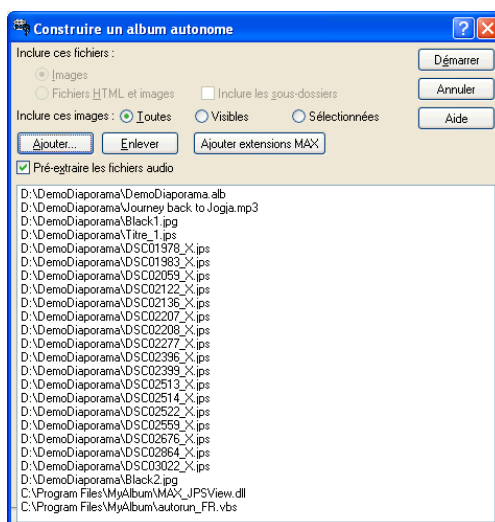 Construire un album autonome
Inclure ces fichiers :
Démarrer
Images
Fichiers HTML et images
Inclure les sous-dossiers
Annuler
Inclure ces images :
Toutes
Visibles
Sélectionnées
Aide
Ajouter...
Enlever
Ajouter extensions MAX
Pré-extraire les fichiers audio
D:\DemoDiaporama\DemoDiaporama.alb
D:\DemoDiaporama\Journey back to Jogja.mp3
D:\DemoDiaporama\Black1.jpg
D:\DemoDiaporama\Titre_1.jps
D:\DemoDiaporama\DSC01978_X.jps
D:\DemoDiaporama\DSC01983_X.jps
D:\DemoDiaporama\DSC02059_X.jps
D:\DemoDiaporama\DSC02122_X.jps
D:\DemoDiaporama\DSC02136_X.jps
D:\DemoDiaporama\DSC02207_X.jps
D:\DemoDiaporama\DSC02208_X.jps
D:\DemoDiaporama\DSC02277_X.jps
D:\DemoDiaporama\DSC02396_X.jps
D:\DemoDiaporama\DSC02399_X.jps
D:\DemoDiaporama\DSC02513_X.jps
D:\DemoDiaporama\DSC02514_X.jps
D:\DemoDiaporama\DSC02522_X.jps
D:\DemoDiaporama\DSC02559_X.jps
D:\DemoDiaporama\DSC02676_X.jps
D:\DemoDiaporama\DSC02864_X.jps
D:\DemoDiaporama\DSC03022_X.jps
D:\DemoDiaporama\Black2.jpg
C:\Program Files\MyAlbum\MAX_JPSView.dll
C:\Program Files\MyAlbum\autorun_FR.vbs